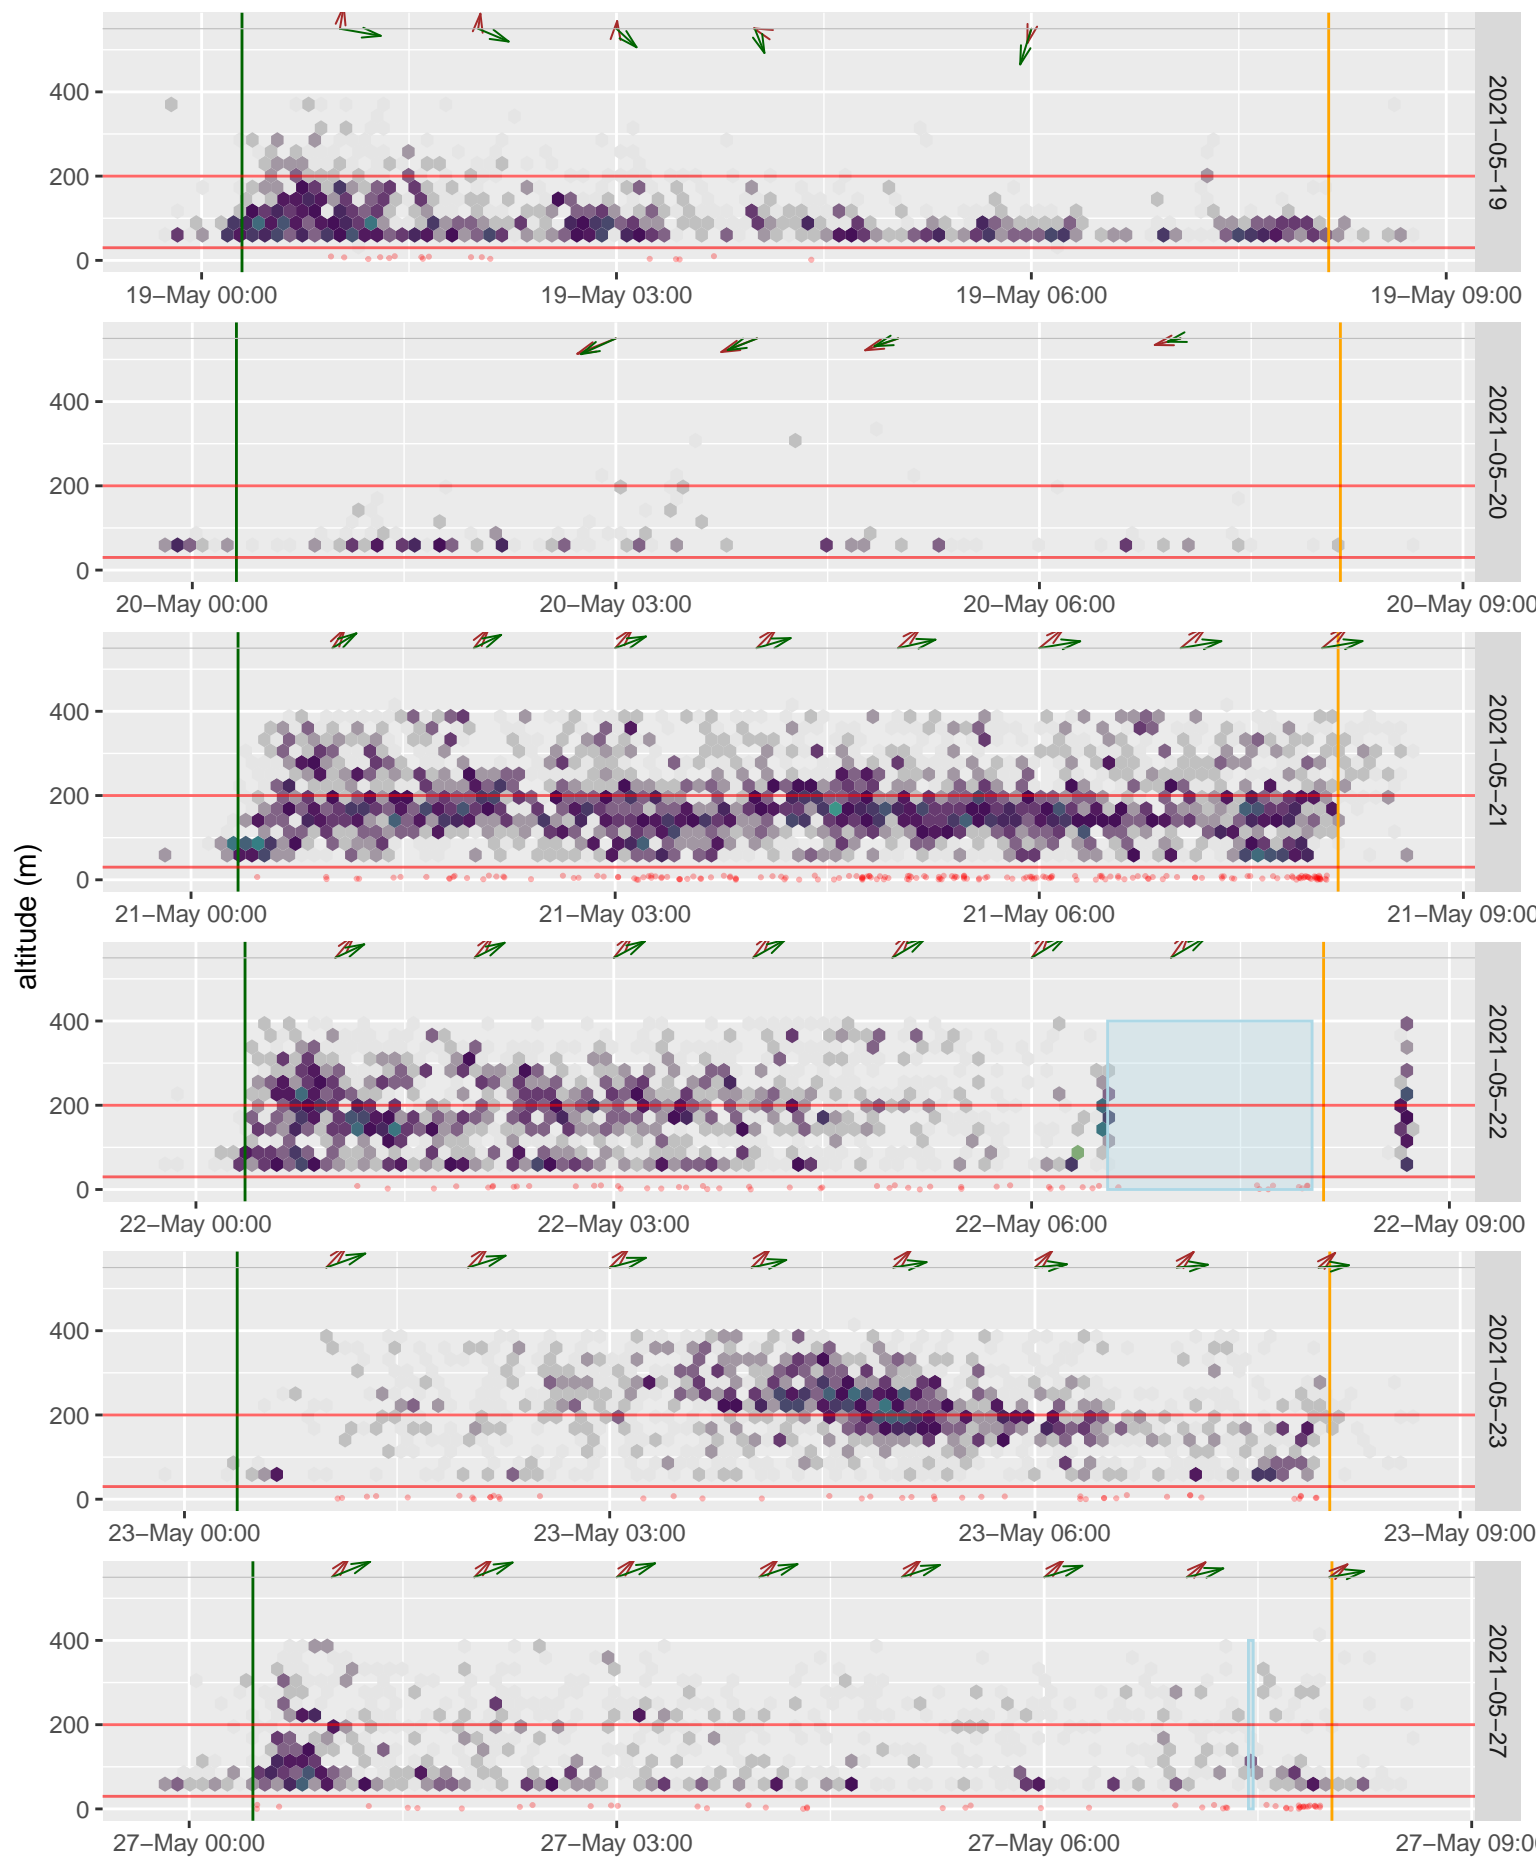 altitude (m)
400
200
0
2021−05−19
19−May 00:00
19−May 03:00
19−May 06:00
19−May 09:00
400
200
0
2021−05−20
20−May 00:00
20−May 03:00
20−May 06:00
20−May 09:00
400
200
0
2021−05−21
21−May 00:00
21−May 03:00
21−May 06:00
21−May 09:00
400
200
0
2021−05−22
22−May 00:00
22−May 03:00
22−May 06:00
22−May 09:00
400
200
0
2021−05−23
23−May 00:00
23−May 03:00
23−May 06:00
23−May 09:00
400
200
0
2021−05−27
27−May 00:00
27−May 03:00
27−May 06:00
27−May 09:00